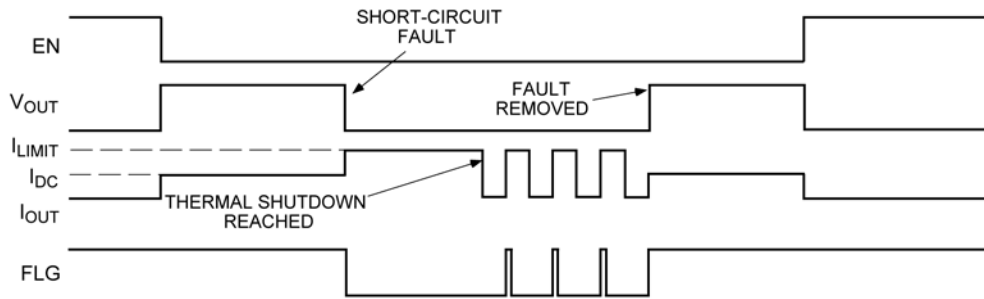 SHORT-CIRCUIT
FAULT
EN
FAULT
REMOVED
VOUT
ILIMIT
IDC
THERMAL SHUTDOWN
REACHED
IOUT
FLG